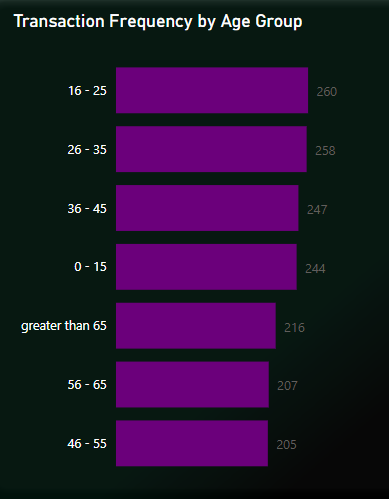 Transaction Frequency by Age Group
16 - 25 260
26 - 35 258
36 - 45 247
0 - 15 244
greater than 65 216
56 - 65 207
46 - 55 205